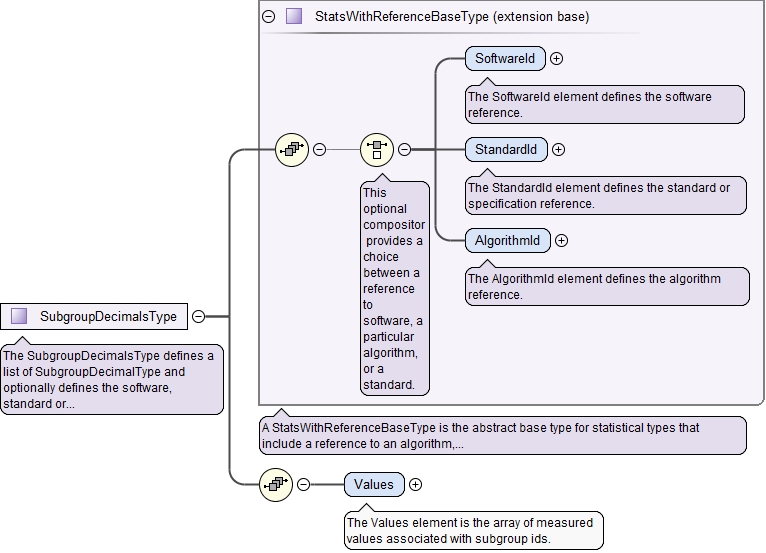 StatsWithReferenceBaseType (extension base)
SoftwareId
The SoftwareId element defines the software
reference.
StandardId
The StandardId element defines the standard or
specification reference.
AlgorithmId
The AlgorithmId element defines the algorithm
reference.
This
optional
compositor
provides a
choice
between a
reference
to
software, a
particular
algorithm,
or a
standard.
SubgroupDecimalsType
The SubgroupDecimalsType defines a
list of SubgroupDecimalType and
optionally defines the software,
standard or...
A StatsWithReferenceBaseType is the abstract base type for statistical types that
include a reference to an algorithm,...
Values
The Values element is the array of measured
values associated with subgroup ids.